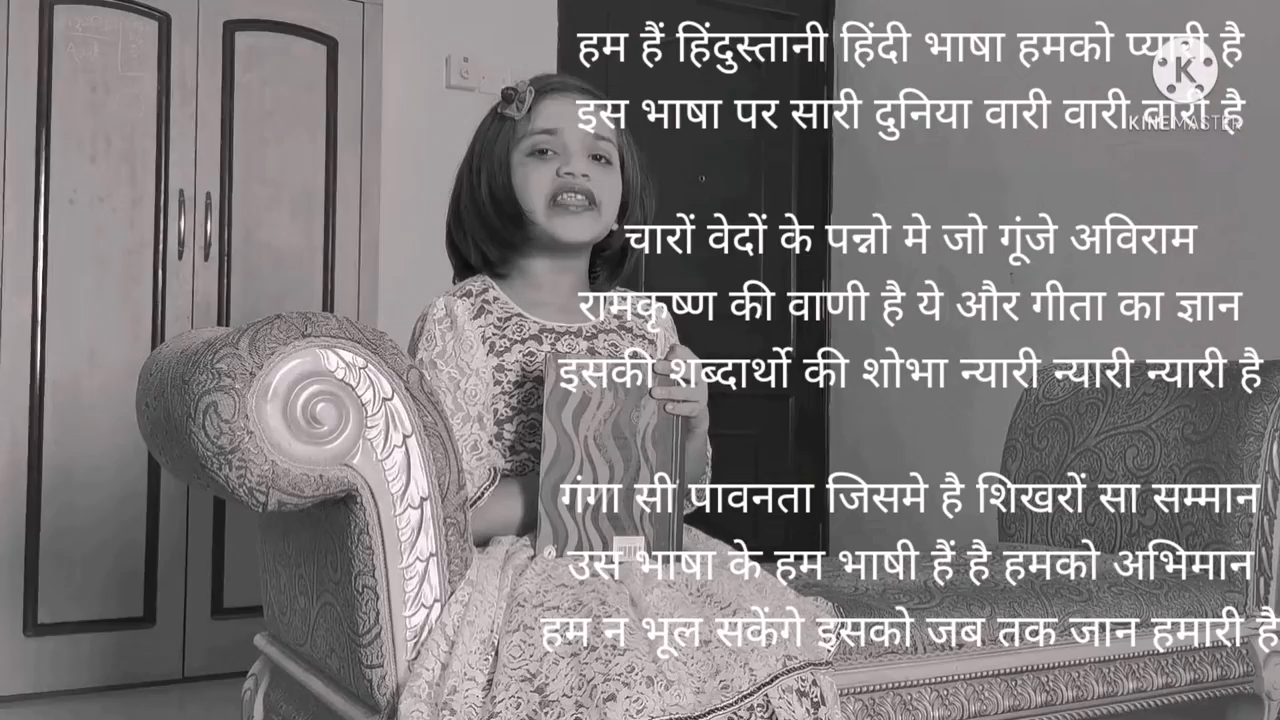 हम हैं हिंदुस्तानी हिंदी भाषा हमको प्यारी है
इस भाषा पर सारी दुनिया वारी वारी वारी है
K
KINEMASTER
चारों वेदों के पन्नो मे जो गूंजे अविराम
रामकृष्ण की वाणी है ये और गीता का ज्ञान
इसकी शब्दार्थो की शोभा न्यारी न्यारी न्यारी है
गंगा सी पावनता जिसमे है शिखरों सा सम्मान
उस भाषा के हम भाषी हैं है हमको अभिमान
हम न भूल सकेंगे इसको जब तक जान हमारी है